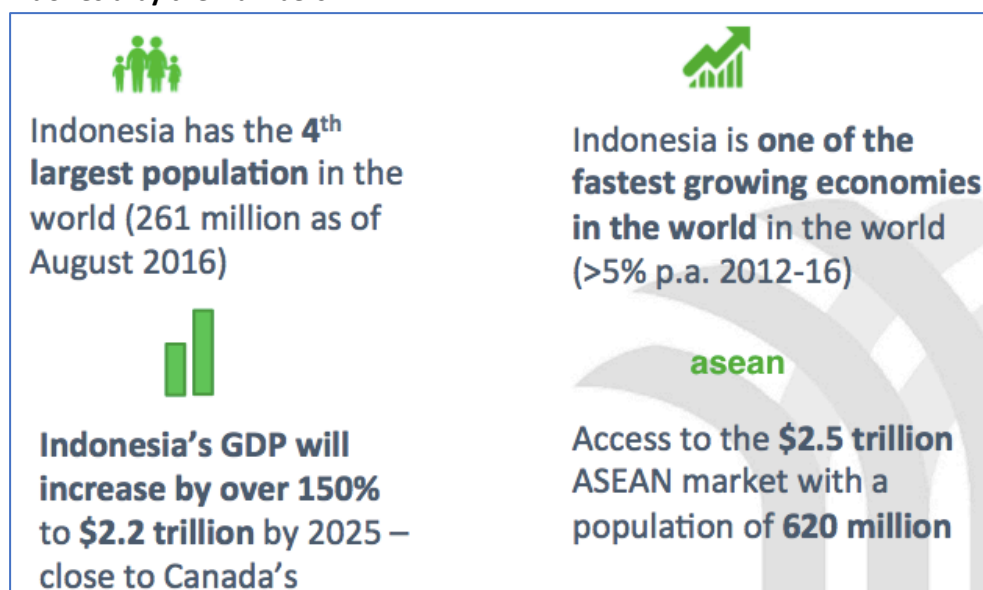 Indonesia has the 4th
largest population in the
world (261 million as of
August 2016)
Indonesia is one of the
fastest growing economies
in the world in the world
(>5% p.a. 2012-16)
Indonesia's GDP will
increase by over 150%
to $2.2 trillion by 2025 –
close to Canada's
asean
Access to the $2.5 trillion
ASEAN market with a
population of 620 million